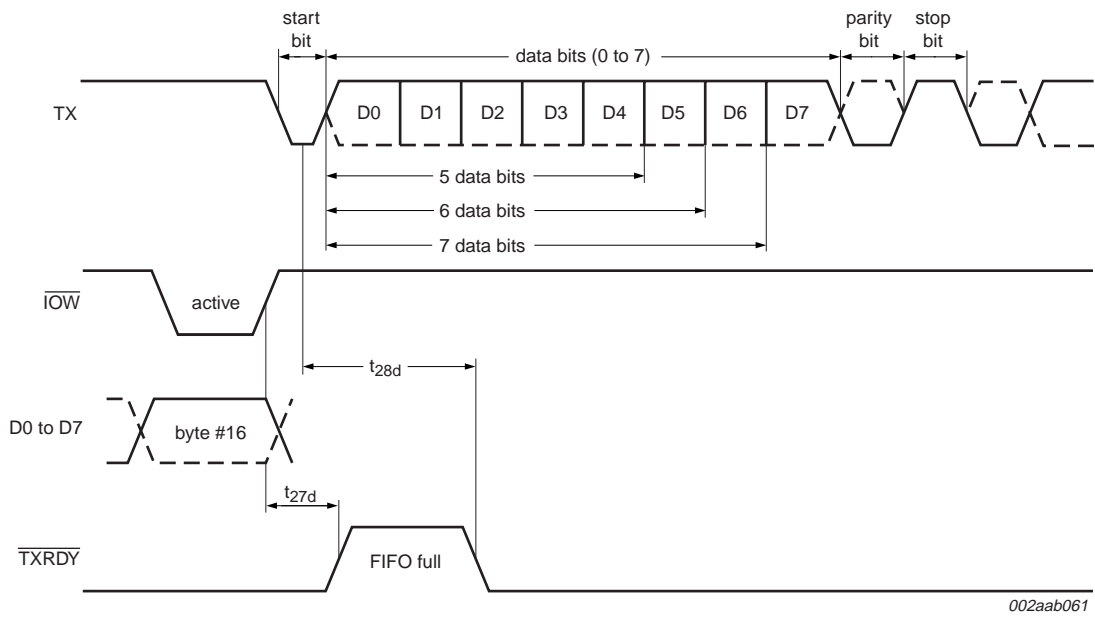 start
bit
data bits (0 to 7)
parity
bit
stop
bit
TX
D0 D1 D2 D3 D4 D5 D6 D7
5 data bits
6 data bits
7 data bits
IOW
active
t28d
D0 to D7
byte #16
t27d
TXRDY
FIFO full
002aab061